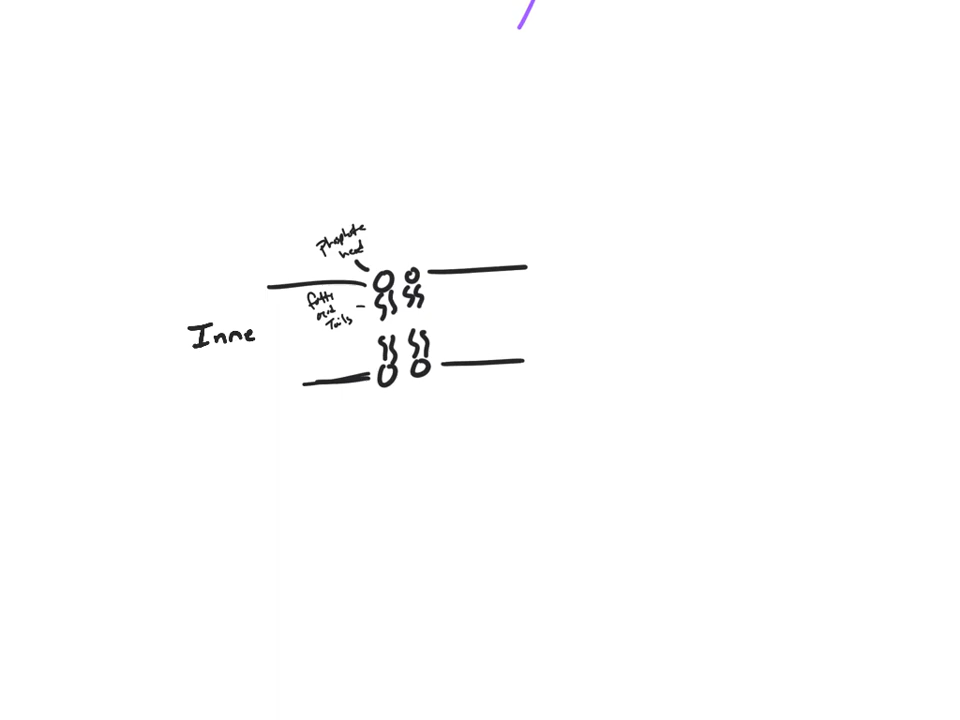 Phosphate
head
fatty
acid
Tails
Inne